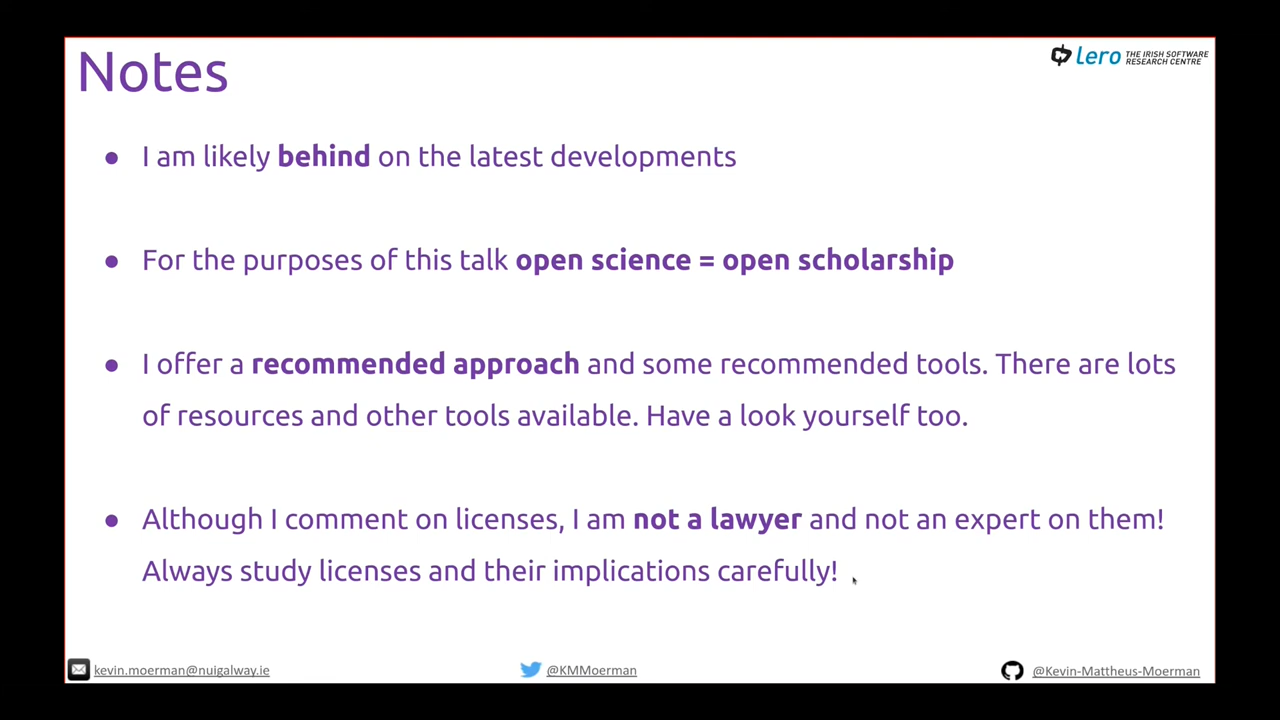 Notes
lero THE IRISH SOFTWARE
RESEARCH CENTRE
● I am likely behind on the latest developments
● For the purposes of this talk open science = open scholarship
● I offer a recommended approach and some recommended tools. There are lots
of resources and other tools available. Have a look yourself too.
● Although I comment on licenses, I am not a lawyer and not an expert on them!
Always study licenses and their implications carefully!
kevin.moerman@nuigalway.ie
@KMMoerman
@Kevin-Mattheus-Moerman